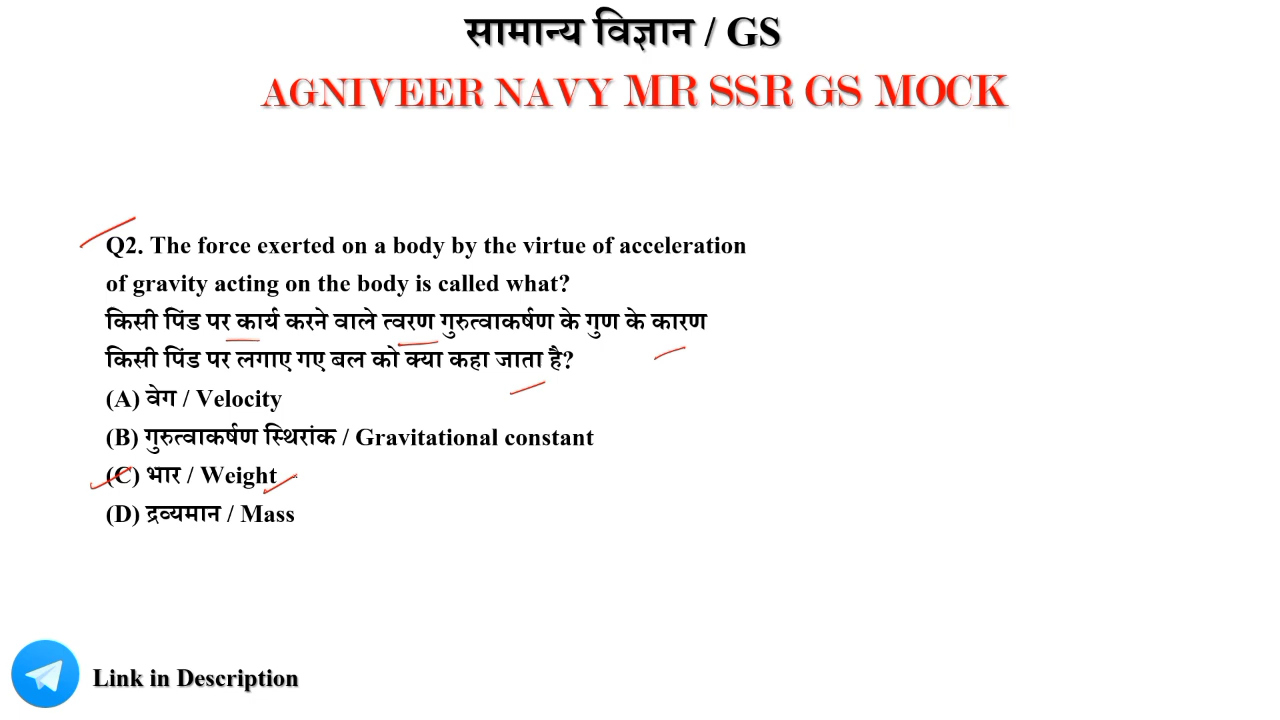 सामान्य विज्ञान / GS
AGNIVEER NAVY MR SSR GS MOCK
Q2. The force exerted on a body by the virtue of acceleration
of gravity acting on the body is called what?
किसी पिंड पर कार्य करने वाले त्वरण गुरुत्वाकर्षण के गुण के कारण
किसी पिंड पर लगाए गए बल को क्या कहा जाता है?
(A) वेग / Velocity
(B) गुरुत्वाकर्षण स्थिरांक / Gravitational constant
(C) भार / Weight
(D) द्रव्यमान / Mass
Link in Description